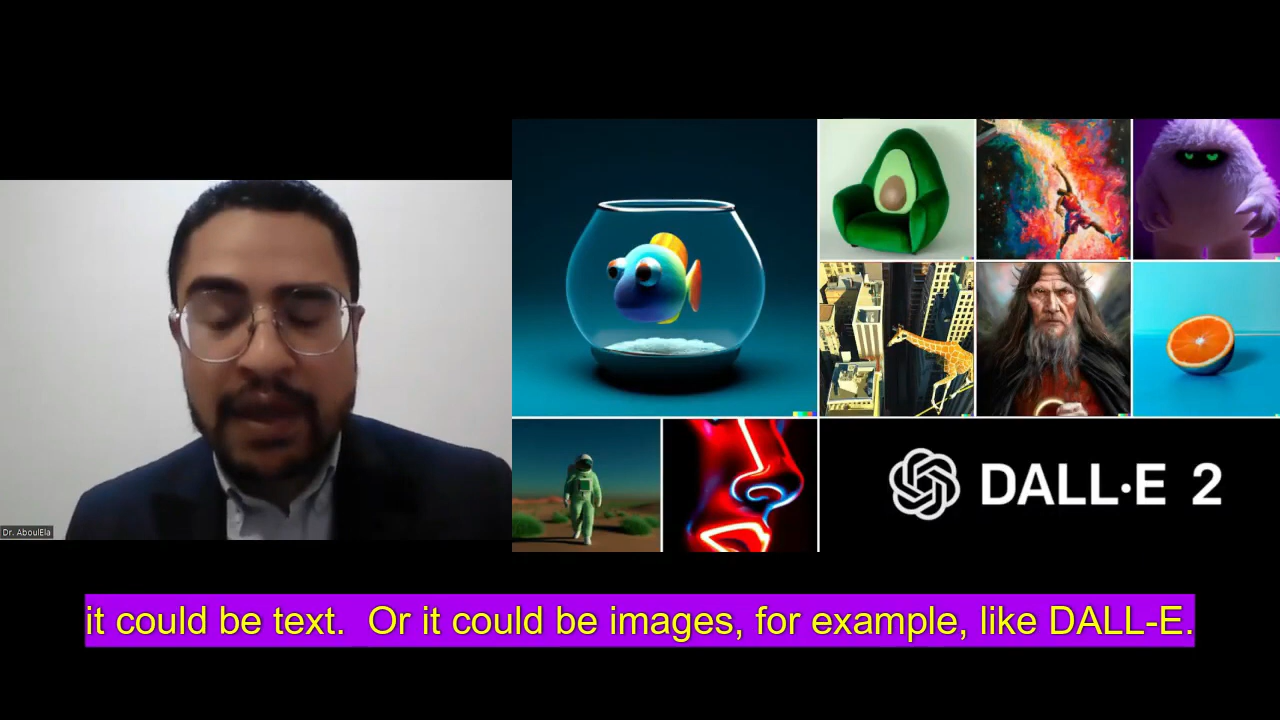 Dr. AboulEla
DALL·E 2
it could be text.  Or it could be images, for example, like DALL-E.